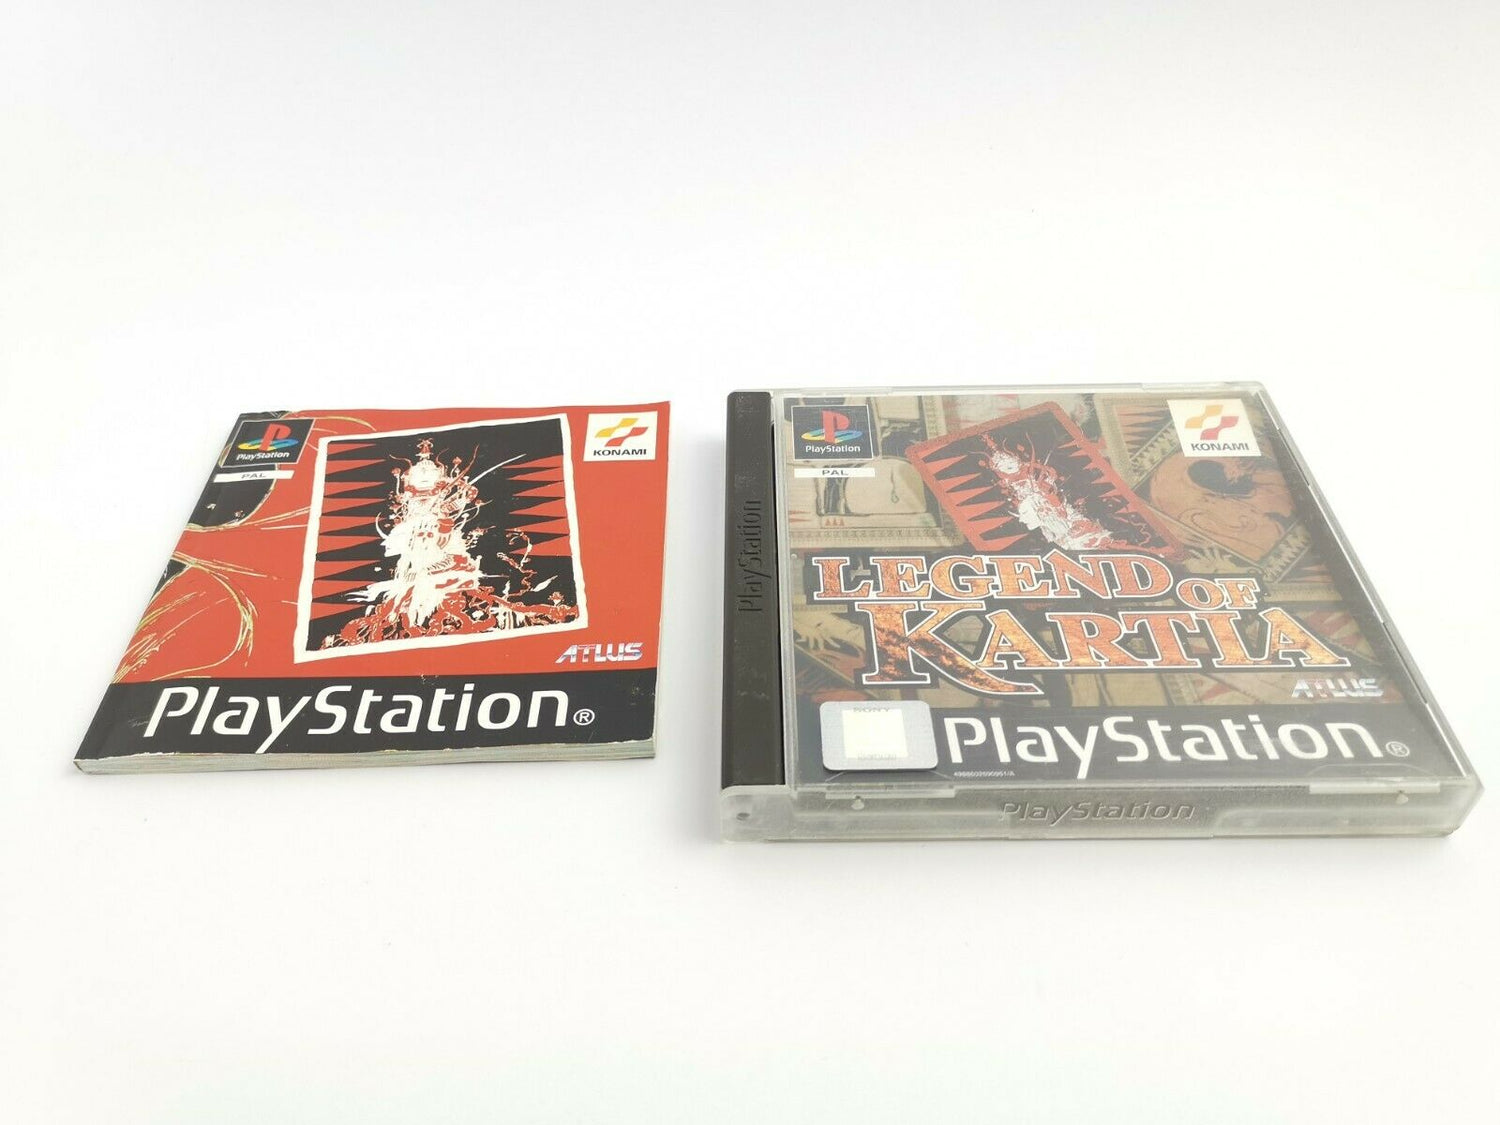 PlayStation
PAL
KONAMI
ATLUS
PlayStation®
PlayStation
PlayStation
PAL
KONAMI
LEGEND OF
KARTIA
ATLUS
SONY
PlayStation®
PlayStation